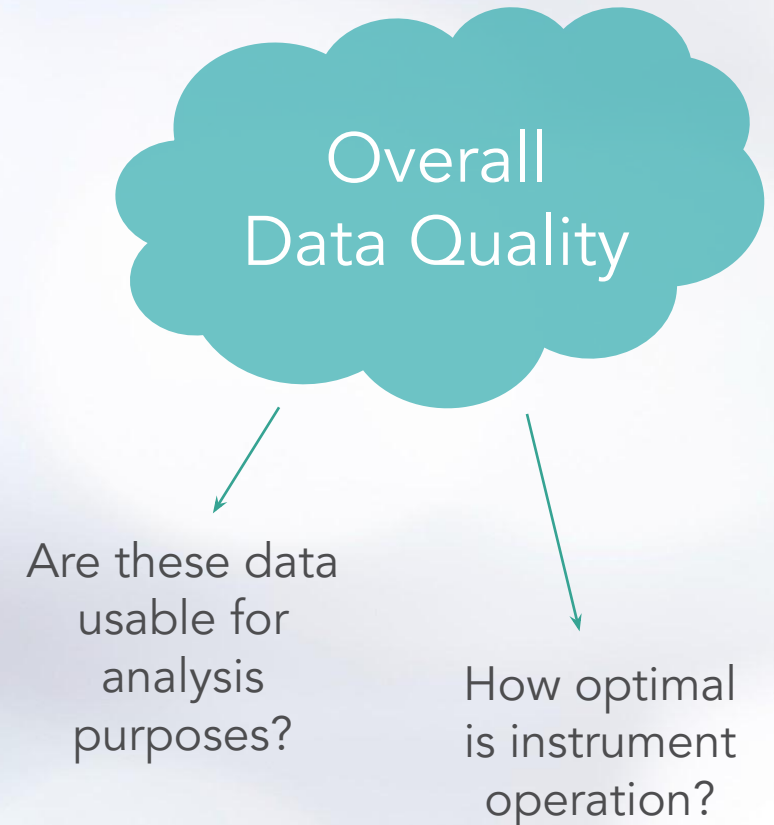 Overall
Data Quality
Are these data
usable for
analysis
purposes?
How optimal
is instrument
operation?